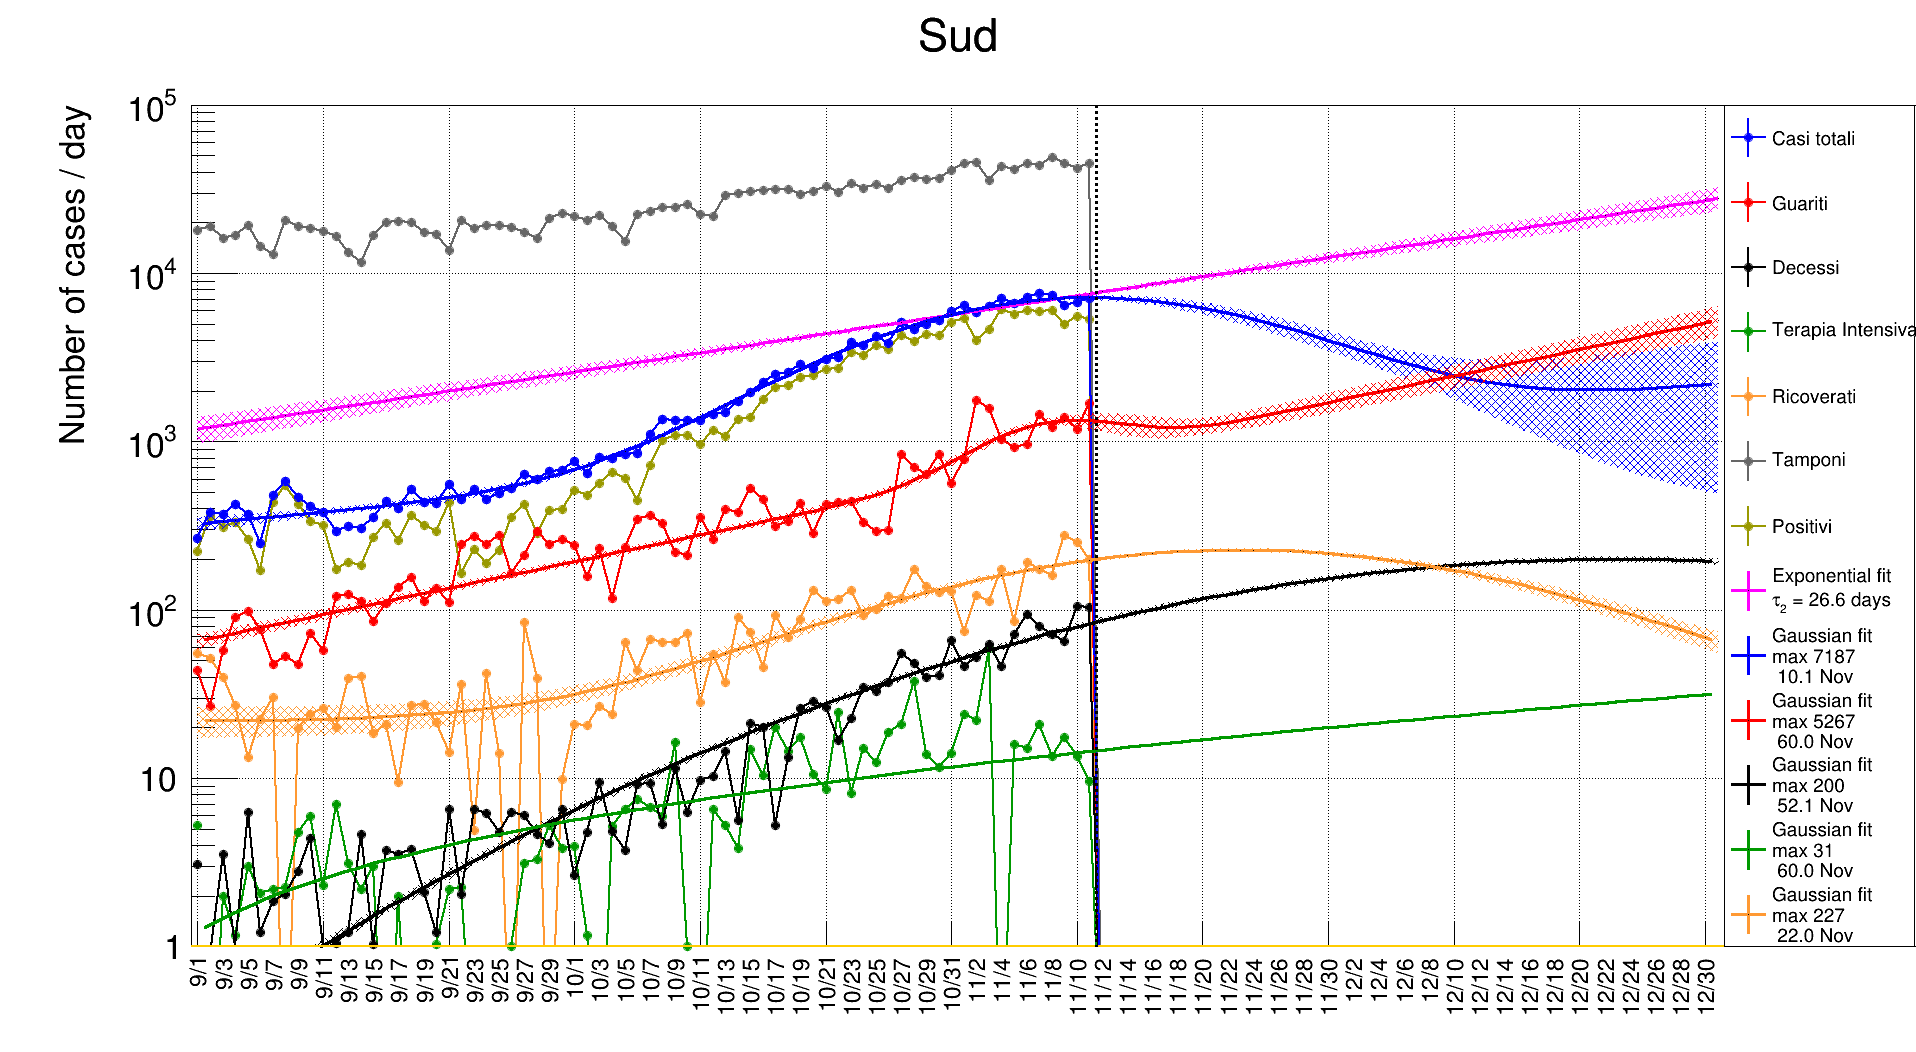 Sud
Number of cases / day
10^5
10^4
10^3
10^2
10
1
9/1
9/3
9/5
9/7
9/9
9/11
9/13
9/15
9/17
9/19
9/21
9/23
9/25
9/27
9/29
10/1
10/3
10/5
10/7
10/9
10/11
10/13
10/15
10/17
10/19
10/21
10/23
10/25
10/27
10/29
10/31
11/2
11/4
11/6
11/8
11/10
11/12
11/14
11/16
11/18
11/20
11/22
11/24
11/26
11/28
11/30
12/2
12/4
12/6
12/8
12/10
12/12
12/14
12/16
12/18
12/20
12/22
12/24
12/26
12/28
12/30
Casi totali
Guariti
Decessi
Terapia Intensiva
Ricoverati
Tamponi
Positivi
Exponential fit
τ₂ = 26.6 days
Gaussian fit
max 7187
10.1 Nov
Gaussian fit
max 5267
60.0 Nov
Gaussian fit
max 200
52.1 Nov
Gaussian fit
max 31
60.0 Nov
Gaussian fit
max 227
22.0 Nov